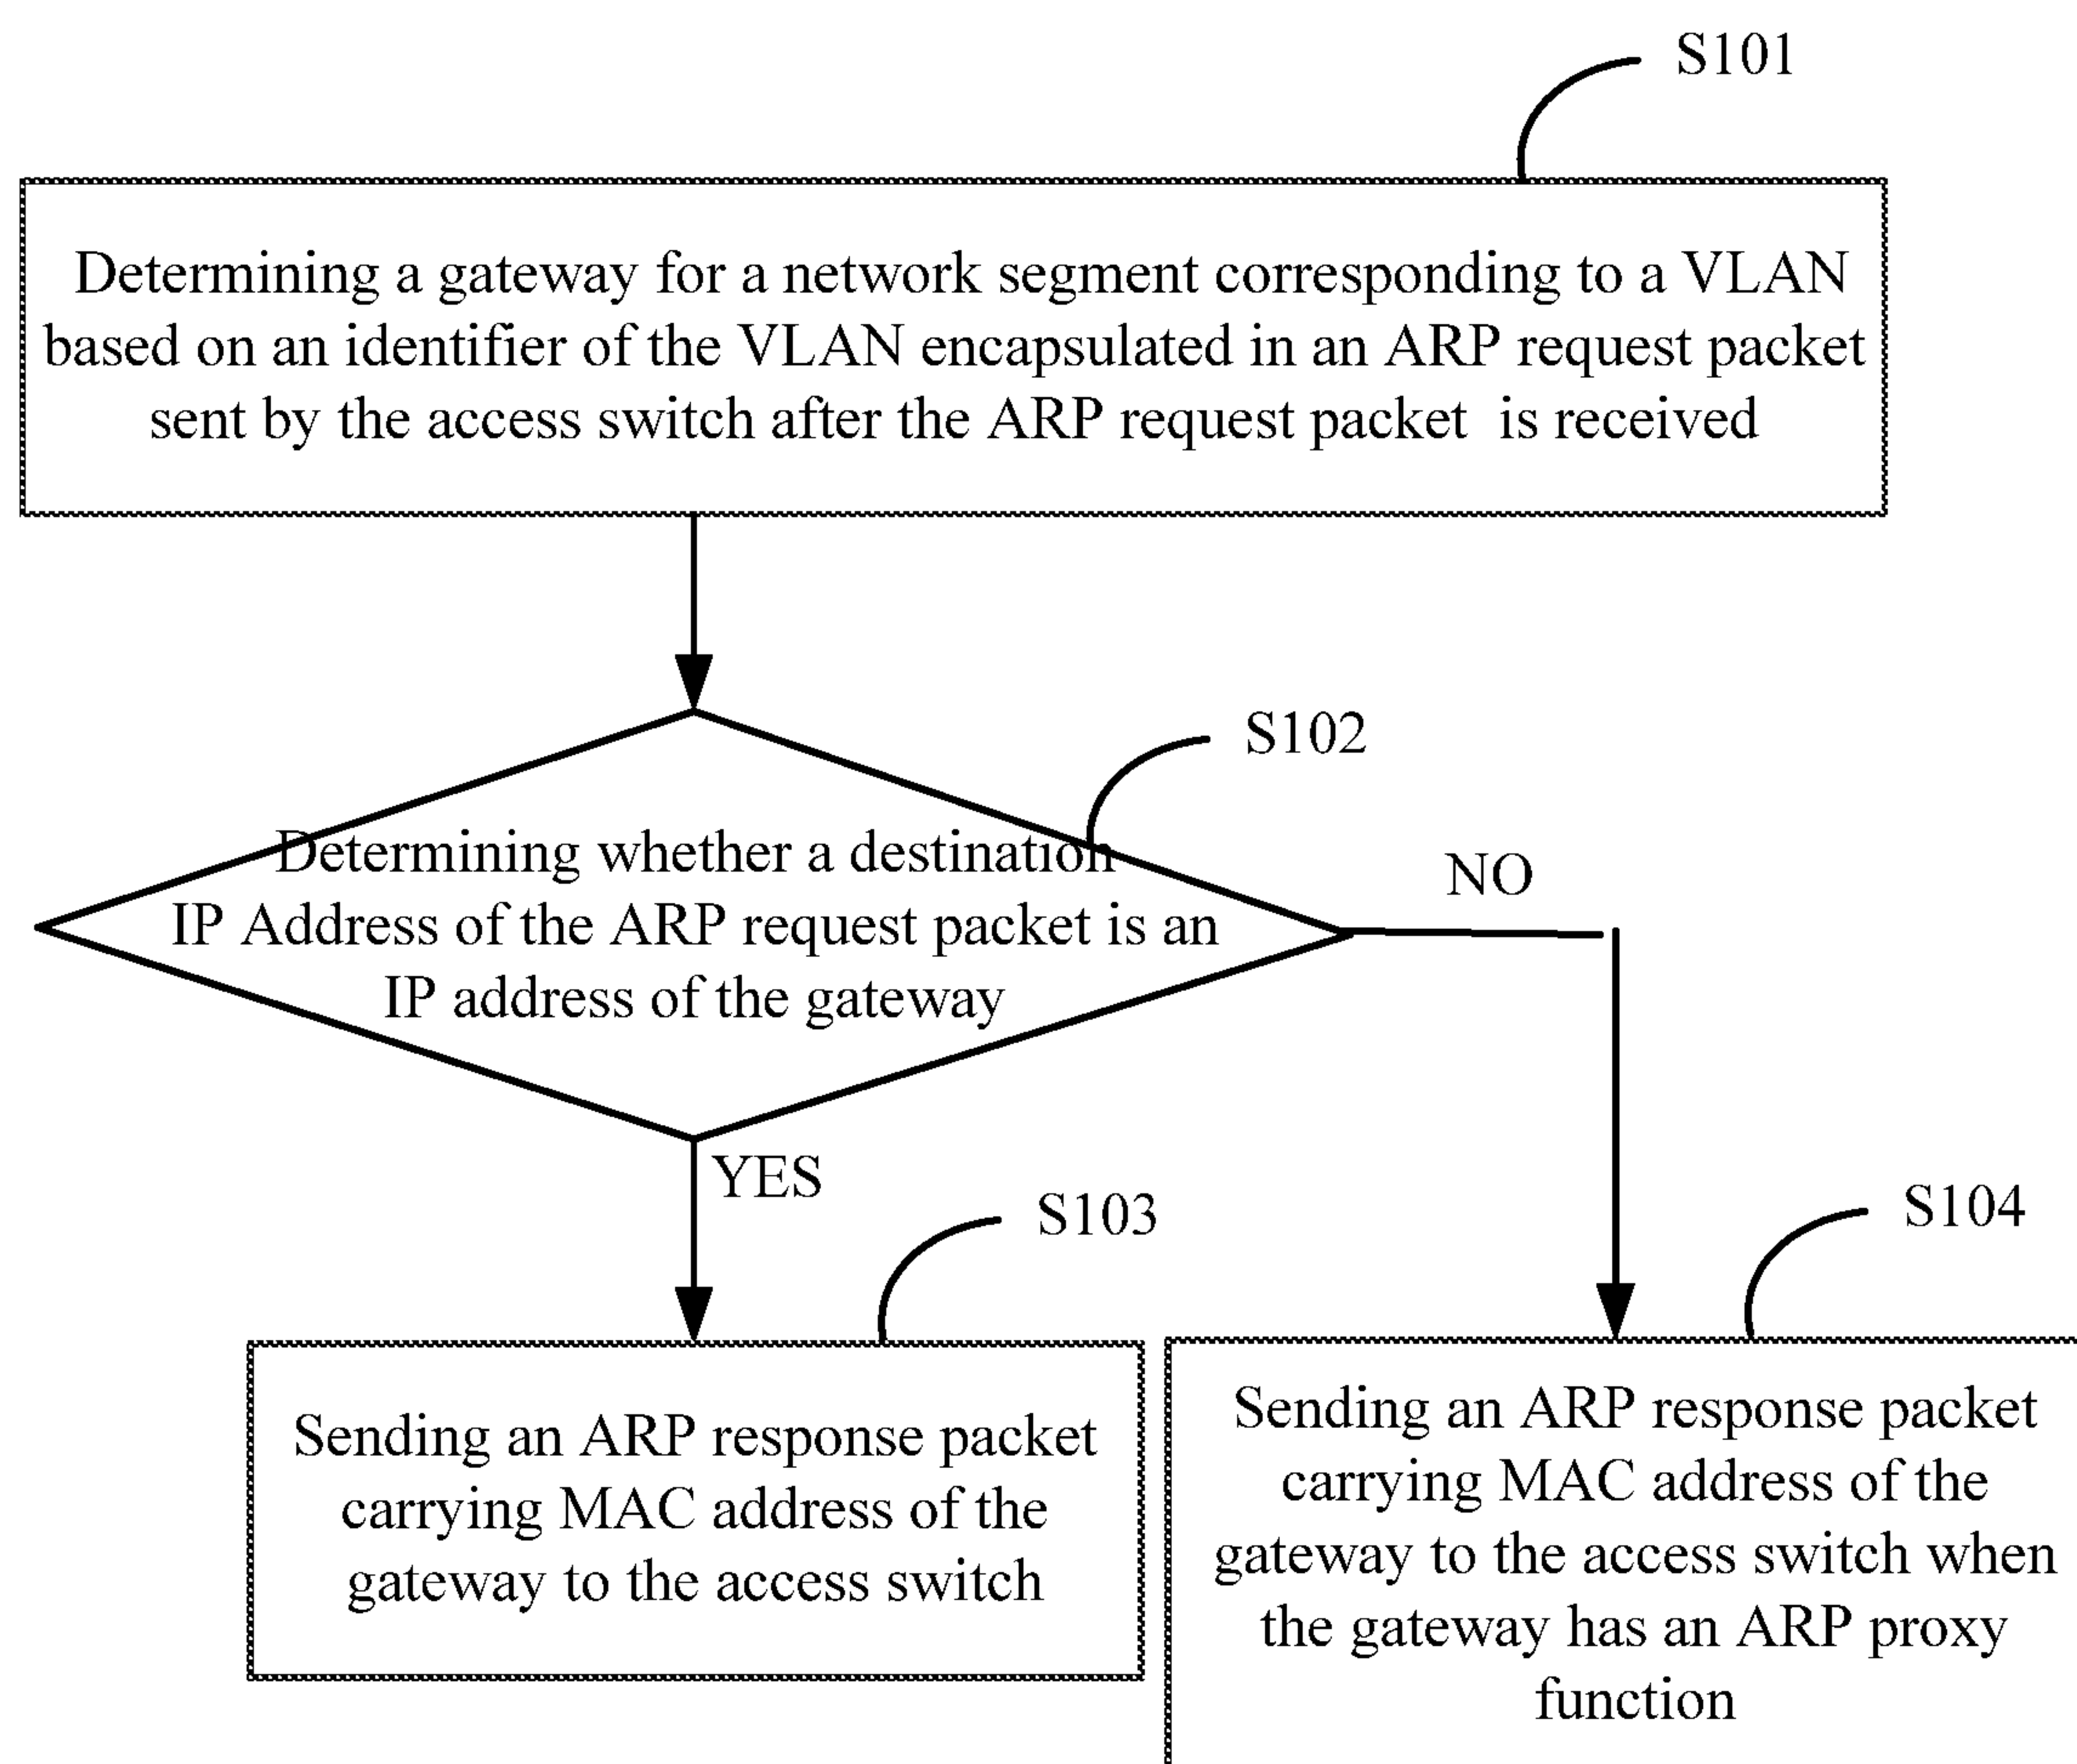 S101
Determining a gateway for a network segment corresponding to a VLAN
based on an identifier of the VLAN encapsulated in an ARP request packet
sent by the access switch after the ARP request packet is received
S102
Determining whether a destination
IP Address of the ARP request packet is an
IP address of the gateway
NO
YES
S103
Sending an ARP response packet
carrying MAC address of the
gateway to the access switch
S104
Sending an ARP response packet
carrying MAC address of the
gateway to the access switch when
the gateway has an ARP proxy
function